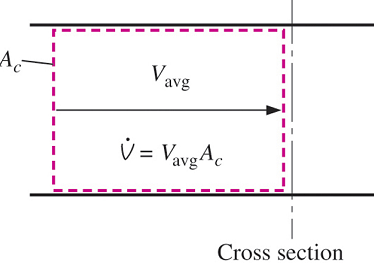 A_c
V_avg
V̇ = V_avg A_c
Cross section